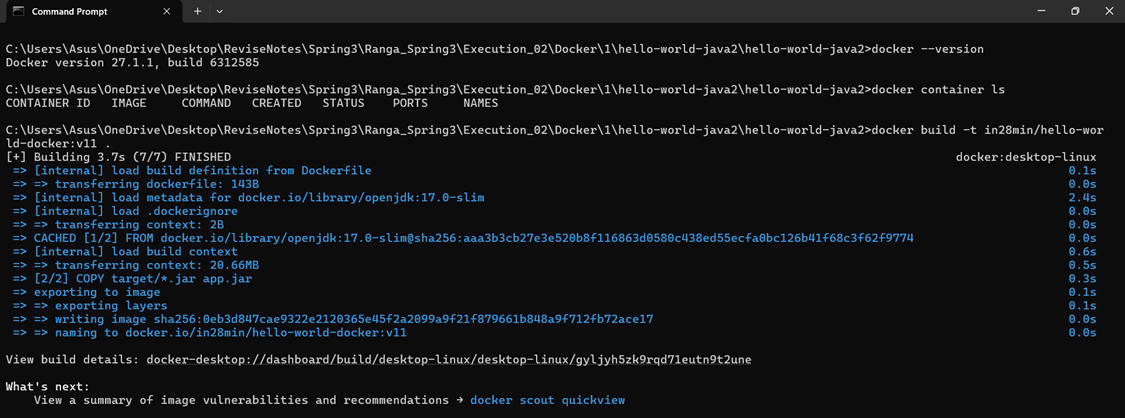 Command Prompt
C:\Users\Asus\OneDrive\Desktop\ReviseNotes\Spring3\Ranga_Spring3\Execution_02\Docker\1\hello-world-java2\hello-world-java2>docker --version
Docker version 27.1.1, build 6312585
C:\Users\Asus\OneDrive\Desktop\ReviseNotes\Spring3\Ranga_Spring3\Execution_02\Docker\1\hello-world-java2\hello-world-java2>docker container ls
CONTAINER ID   IMAGE     COMMAND   CREATED   STATUS    PORTS     NAMES
C:\Users\Asus\OneDrive\Desktop\ReviseNotes\Spring3\Ranga_Spring3\Execution_02\Docker\1\hello-world-java2\hello-world-java2>docker build -t in28min/hello-wor
ld-docker:v11 .
[+] Building 3.7s (7/7) FINISHED docker:desktop-linux
=> [internal] load build definition from Dockerfile 0.1s
=> => transferring dockerfile: 143B 0.0s
=> [internal] load metadata for docker.io/library/openjdk:17.0-slim 2.4s
=> [internal] load .dockerignore 0.0s
=> => transferring context: 2B 0.0s
=> CACHED [1/2] FROM docker.io/library/openjdk:17.0-slim@sha256:aaa3b3cb27e3e520b8f116863d0580c438ed55ecfa0bc126b41f68c3f62f9774 0.0s
=> [internal] load build context 0.6s
=> => transferring context: 20.66MB 0.5s
=> [2/2] COPY target/*.jar app.jar 0.3s
=> exporting to image 0.1s
=> => exporting layers 0.1s
=> => writing image sha256:0eb3d847cae9322e2120365e45f2a2099a9f21f879661b848a9f712fb72ace17 0.0s
=> => naming to docker.io/in28min/hello-world-docker:v11 0.0s
View build details: docker-desktop://dashboard/build/desktop-linux/desktop-linux/gyljyh5zk9rqd71eutn9t2une
What's next:
View a summary of image vulnerabilities and recommendations → docker scout quickview